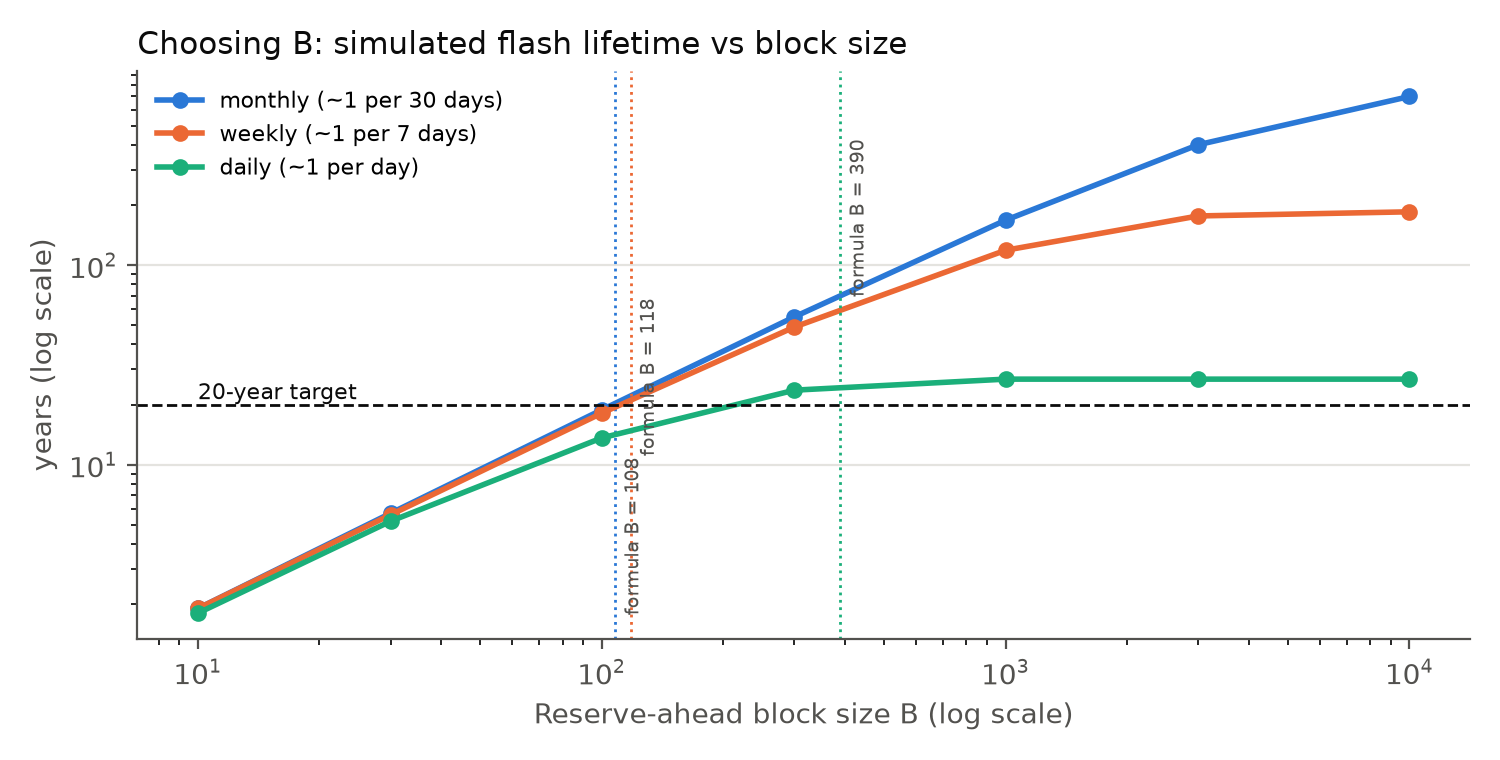 Choosing B: simulated flash lifetime vs block size
monthly (~1 per 30 days)
weekly (~1 per 7 days)
daily (~1 per day)
formula B = 390
formula B = 118
formula B = 108
20-year target
years (log scale)
10²
10¹
10¹
10²
10³
10⁴
Reserve-ahead block size B (log scale)